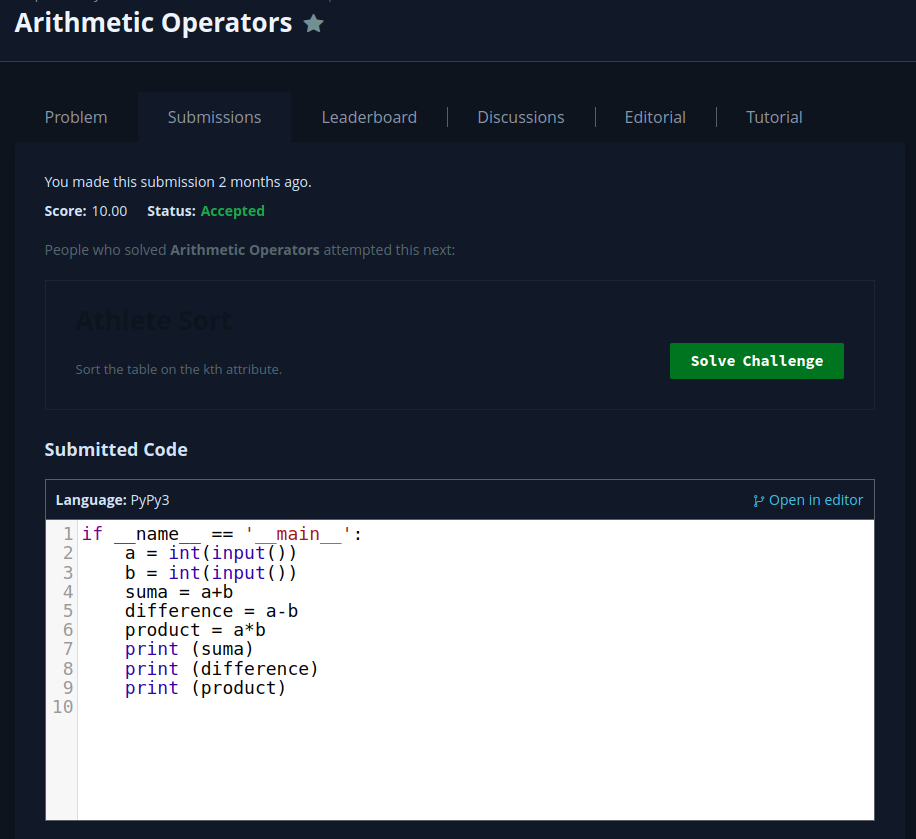 Arithmetic Operators
Problem
Submissions
Leaderboard
Discussions
Editorial
Tutorial
You made this submission 2 months ago.
Score: 10.00 Status: Accepted
People who solved Arithmetic Operators attempted this next:
Athlete Sort
Sort the table on the kth attribute.
Solve Challenge
Submitted Code
Language: PyPy3
Open in editor
1 if __name__ == '__main__':
2     a = int(input())
3     b = int(input())
4     suma = a+b
5     difference = a-b
6     product = a*b
7     print (suma)
8     print (difference)
9     print (product)
10